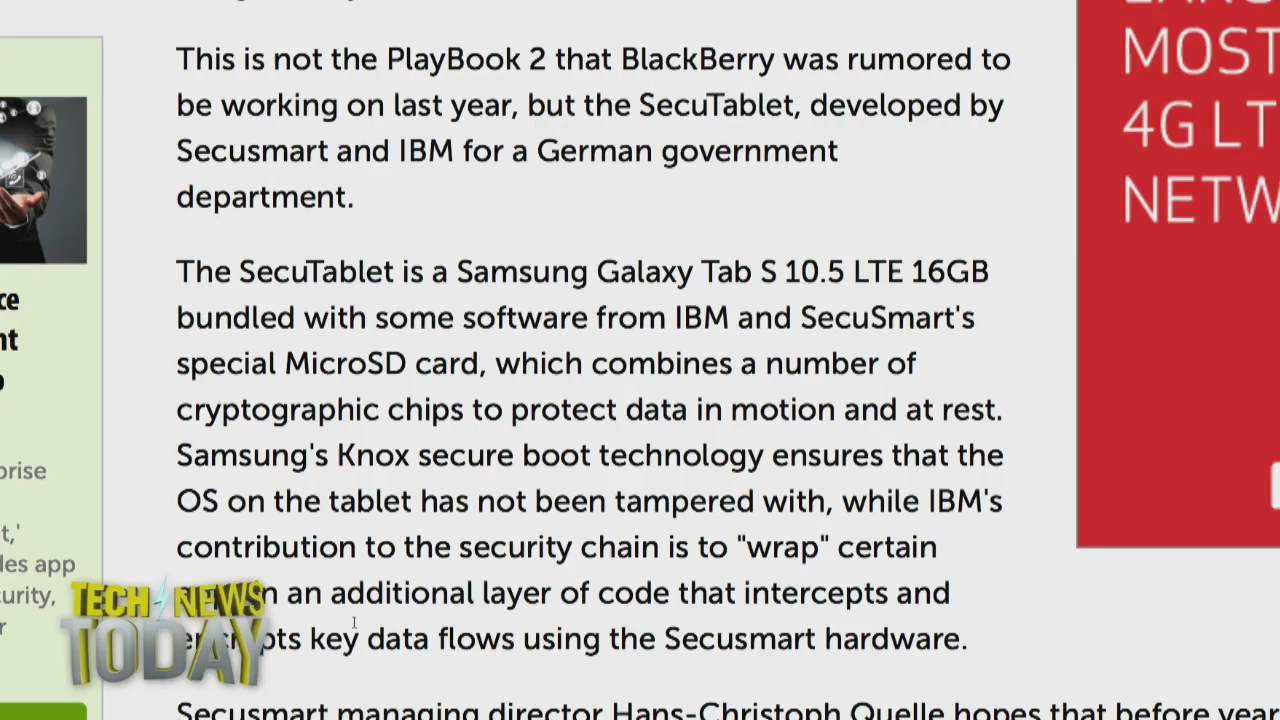 This is not the PlayBook 2 that BlackBerry was rumored to
be working on last year, but the SecuTablet, developed by
Secusmart and IBM for a German government
department.
The SecuTablet is a Samsung Galaxy Tab S 10.5 LTE 16GB
bundled with some software from IBM and SecuSmart's
special MicroSD card, which combines a number of
cryptographic chips to protect data in motion and at rest.
Samsung's Knox secure boot technology ensures that the
OS on the tablet has not been tampered with, while IBM's
contribution to the security chain is to "wrap" certain
an additional layer of code that intercepts and
key data flows using the Secusmart hardware.
Secusmart managing director Hans-Christoph Quelle hopes that before year
MOST
4G LT
NETW
app
TECH NEWS
TODAY